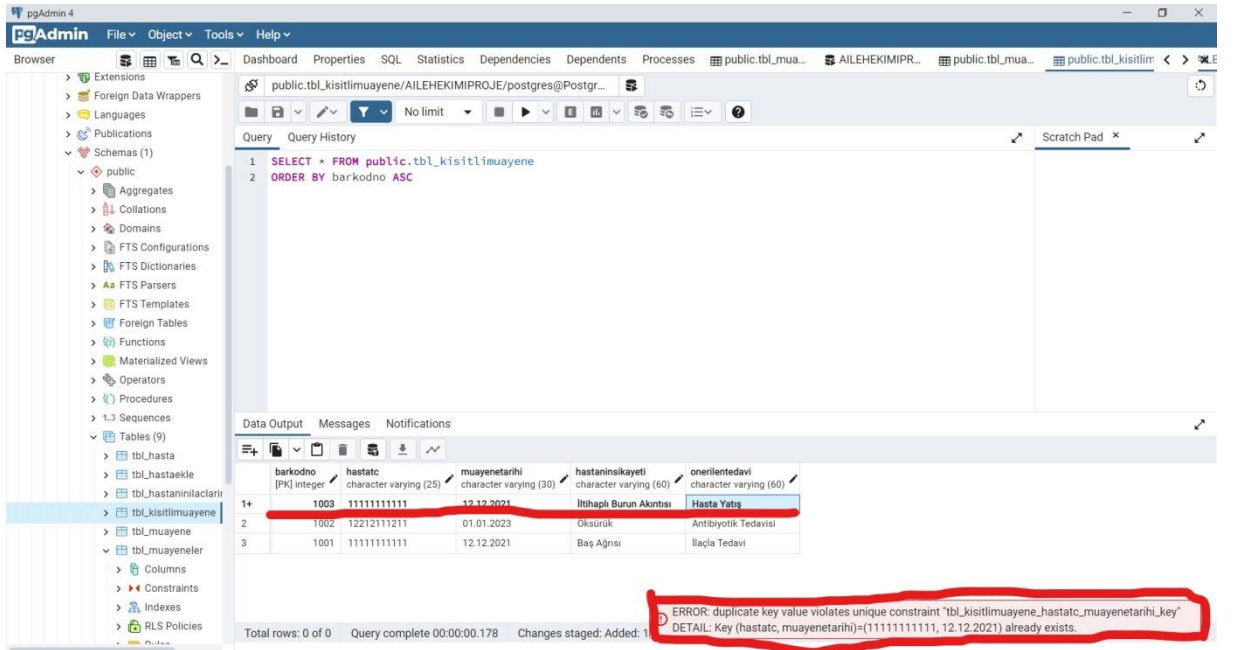 pgAdmin 4
pgAdmin File Object Tools Help
Browser Dashboard Properties SQL Statistics Dependencies Dependents Processes public.tbl_mua... AILEHEKIMIPR... public.tbl_mua... public.tbl_kisitlim
Extensions
Foreign Data Wrappers
Languages
Publications
Schemas (1)
public
Aggregates
Collations
Domains
FTS Configurations
FTS Dictionaries
Aa FTS Parsers
FTS Templates
Foreign Tables
Functions
Materialized Views
Operators
Procedures
1..3 Sequences
Tables (9)
tbl_hasta
tbl_hastaekle
tbl_hastaninilaclarir
tbl_kisitlimuayene
tbl_muayene
tbl_muayeneler
Columns
Constraints
Indexes
RLS Policies
public.tbl_kisitlimuayene/AILEHEKIMIPROJE/postgres@Postgr...
No limit
Query Query History Scratch Pad
1 SELECT * FROM public.tbl_kisitlimuayene
2 ORDER BY barkodno ASC
Data Output Messages Notifications
barkodno hastatc muayenetarihi hastaninsikayeti onerilentedavi
[PK] integer character varying (25) character varying (30) character varying (60) character varying (60)
1+ 1003 11111111111 12.12.2021 İltihaplı Burun Akıntısı Hasta Yatış
2 1002 12212111211 01.01.2023 Öksürük Antibiyotik Tedavisi
3 1001 11111111111 12.12.2021 Baş Ağrısı İlaçla Tedavi
ERROR: duplicate key value violates unique constraint "tbl_kisitlimuayene_hastatc_muayenetarihi_key"
DETAIL: Key (hastatc, muayenetarihi)=(11111111111, 12.12.2021) already exists.
Total rows: 0 of 0 Query complete 00:00:00.178 Changes staged: Added: 1